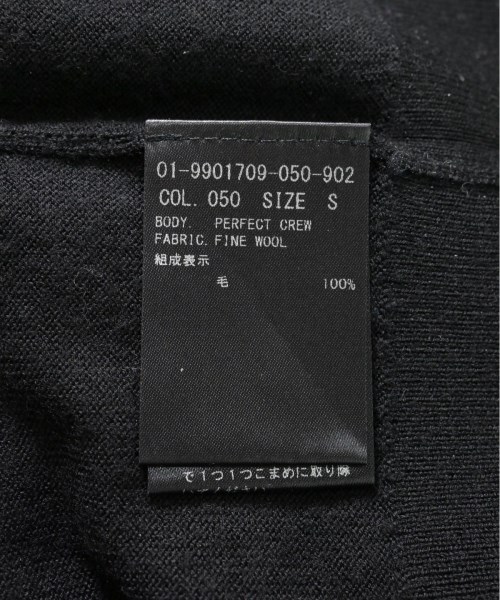 01-9901709-050-902
COL. 050 SIZE S
BODY. PERFECT CREW
FABRIC. FINE WOOL
組成表示
毛 100%
で1つ1つこまめに取り除